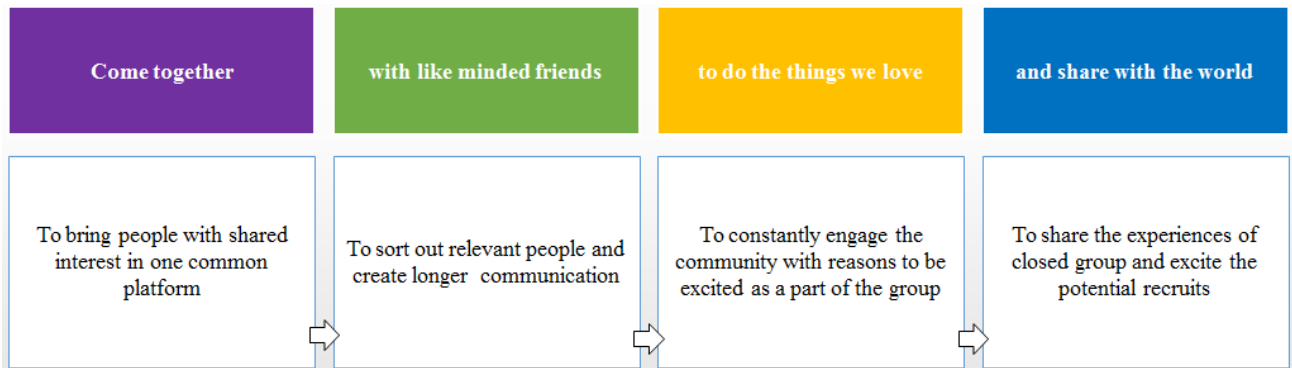 Come together
with like minded friends
to do the things we love
and share with the world
To bring people with shared
interest in one common
platform
To sort out relevant people and
create longer communication
To constantly engage the
community with reasons to be
excited as a part of the group
To share the experiences of
closed group and excite the
potential recruits